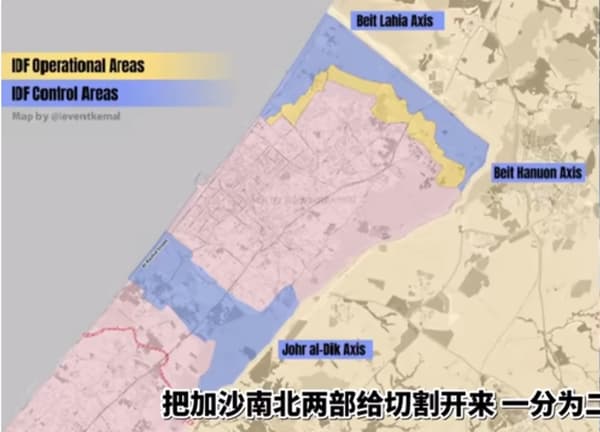 Beit Lahia Axis
IDF Operational Areas
IDF Control Areas
Map by @leventkemal
Beit Hanuon Axis
Johr al-Dik Axis
把加沙南北两部给切割开来 一分为二